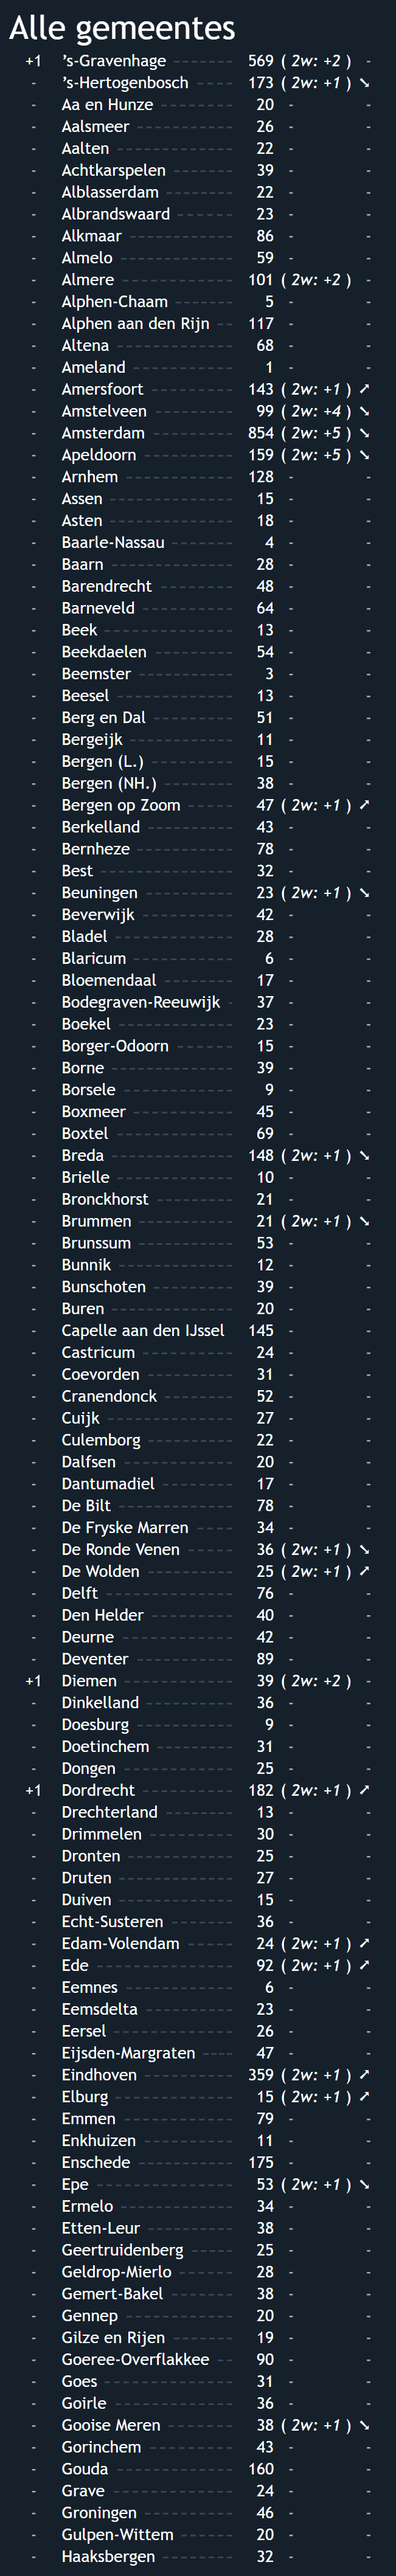 Alle gemeentes
+1 ’s-Gravenhage ------- 569 ( 2w: +2 ) -
- ’s-Hertogenbosch ----- 173 ( 2w: +1 ) ➘
- Aa en Hunze -------- 20 - -
- Aalsmeer ---------- 26 - -
- Aalten ------------ 22 - -
- Achtkarspelen ------- 39 - -
- Alblasserdam -------- 22 - -
- Albrandswaard ------ 23 - -
- Alkmaar ----------- 86 - -
- Almelo ------------ 59 - -
- Almere ------------ 101 ( 2w: +2 ) -
- Alphen-Chaam ------ 5 - -
- Alphen aan den Rijn -- 117 - -
- Altena ------------ 68 - -
- Ameland ----------- 1 - -
- Amersfoort --------- 143 ( 2w: +1 ) ➚
- Amstelveen --------- 99 ( 2w: +4 ) ➘
- Amsterdam --------- 854 ( 2w: +5 ) ➘
- Apeldoorn ---------- 159 ( 2w: +5 ) ➘
- Arnhem ----------- 128 - -
- Assen ------------- 15 - -
- Asten ------------- 18 - -
- Baarle-Nassau ------- 4 - -
- Baarn ------------- 28 - -
- Barendrecht -------- 48 - -
- Barneveld ---------- 64 - -
- Beek ------------- 13 - -
- Beekdaelen --------- 54 - -
- Beemster ---------- 3 - -
- Beesel ------------ 13 - -
- Berg en Dal --------- 51 - -
- Bergeijk ----------- 11 - -
- Bergen (L.) --------- 15 - -
- Bergen (NH.) -------- 38 - -
- Bergen op Zoom ----- 47 ( 2w: +1 ) ➚
- Berkelland --------- 43 - -
- Bernheze ---------- 78 - -
- Best -------------- 32 - -
- Beuningen --------- 23 ( 2w: +1 ) ➘
- Beverwijk ---------- 42 - -
- Bladel ------------ 28 - -
- Blaricum ----------- 6 - -
- Bloemendaal ------- 17 - -
- Bodegraven-Reeuwijk - 37 - -
- Boekel ------------ 23 - -
- Borger-Odoorn ------ 15 - -
- Borne ------------- 39 - -
- Borsele ------------ 9 - -
- Boxmeer ----------- 45 - -
- Boxtel ------------ 69 - -
- Breda ------------- 148 ( 2w: +1 ) ➘
- Brielle ------------ 10 - -
- Bronckhorst -------- 21 - -
- Brummen ---------- 21 ( 2w: +1 ) ➘
- Brunssum ---------- 53 - -
- Bunnik ------------ 12 - -
- Bunschoten --------- 39 - -
- Buren ------------- 20 - -
- Capelle aan den IJssel 145 - -
- Castricum ---------- 24 - -
- Coevorden --------- 31 - -
- Cranendonck ------- 52 - -
- Cuijk ------------- 27 - -
- Culemborg --------- 22 - -
- Dalfsen ------------ 20 - -
- Dantumadiel -------- 17 - -
- De Bilt ------------ 78 - -
- De Fryske Marren ---- 34 - -
- De Ronde Venen ----- 36 ( 2w: +1 ) ➘
- De Wolden --------- 25 ( 2w: +1 ) ➚
- Delft ------------- 76 - -
- Den Helder --------- 40 - -
- Deurne ----------- 42 - -
- Deventer ---------- 89 - -
+1 Diemen ----------- 39 ( 2w: +2 ) -
- Dinkelland --------- 36 - -
- Doesburg ---------- 9 - -
- Doetinchem -------- 31 - -
- Dongen ----------- 25 - -
+1 Dordrecht ---------- 182 ( 2w: +1 ) ➚
- Drechterland -------- 13 - -
- Drimmelen --------- 30 - -
- Dronten ----------- 25 - -
- Druten ------------ 27 - -
- Duiven ------------ 15 - -
- Echt-Susteren ------- 36 - -
- Edam-Volendam ----- 24 ( 2w: +1 ) ➚
- Ede -------------- 92 ( 2w: +1 ) ➚
- Eemnes ----------- 6 - -
- Eemsdelta ---------- 23 - -
- Eersel ------------ 26 - -
- Eijsden-Margraten ---- 47 - -
- Eindhoven ---------- 359 ( 2w: +1 ) ➚
- Elburg ------------ 15 ( 2w: +1 ) ➚
- Emmen ----------- 79 - -
- Enkhuizen ---------- 11 - -
- Enschede ---------- 175 - -
- Epe -------------- 53 ( 2w: +1 ) ➘
- Ermelo ------------ 34 - -
- Etten-Leur --------- 38 - -
- Geertruidenberg ----- 25 - -
- Geldrop-Mierlo ------ 28 - -
- Gemert-Bakel ------- 38 - -
- Gennep ----------- 20 - -
- Gilze en Rijen ------- 19 - -
- Goeree-Overflakkee -- 90 - -
- Goes ------------- 31 - -
- Goirle ------------ 36 - -
- Gooise Meren ------- 38 ( 2w: +1 ) ➘
- Gorinchem --------- 43 - -
- Gouda ------------ 160 - -
- Grave ------------- 24 - -
- Groningen --------- 46 - -
- Gulpen-Wittem ------ 20 - -
- Haaksbergen -------- 32 - -